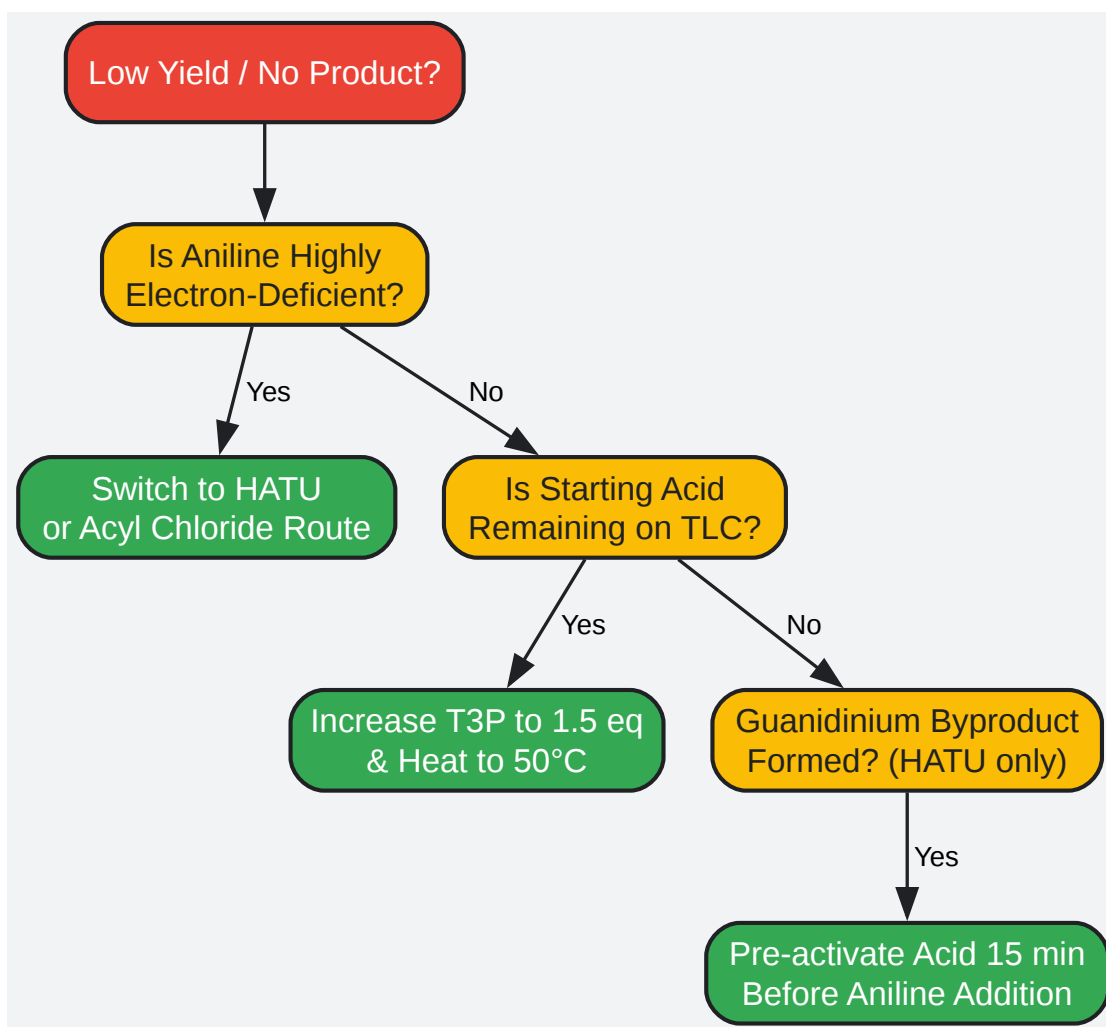 Low Yield / No Product?
Is Aniline Highly
Electron-Deficient?
Yes
No
Switch to HATU
or Acyl Chloride Route
Is Starting Acid
Remaining on TLC?
Yes
No
Increase T3P to 1.5 eq
& Heat to 50°C
Guanidinium Byproduct
Formed? (HATU only)
Yes
Pre-activate Acid 15 min
Before Aniline Addition